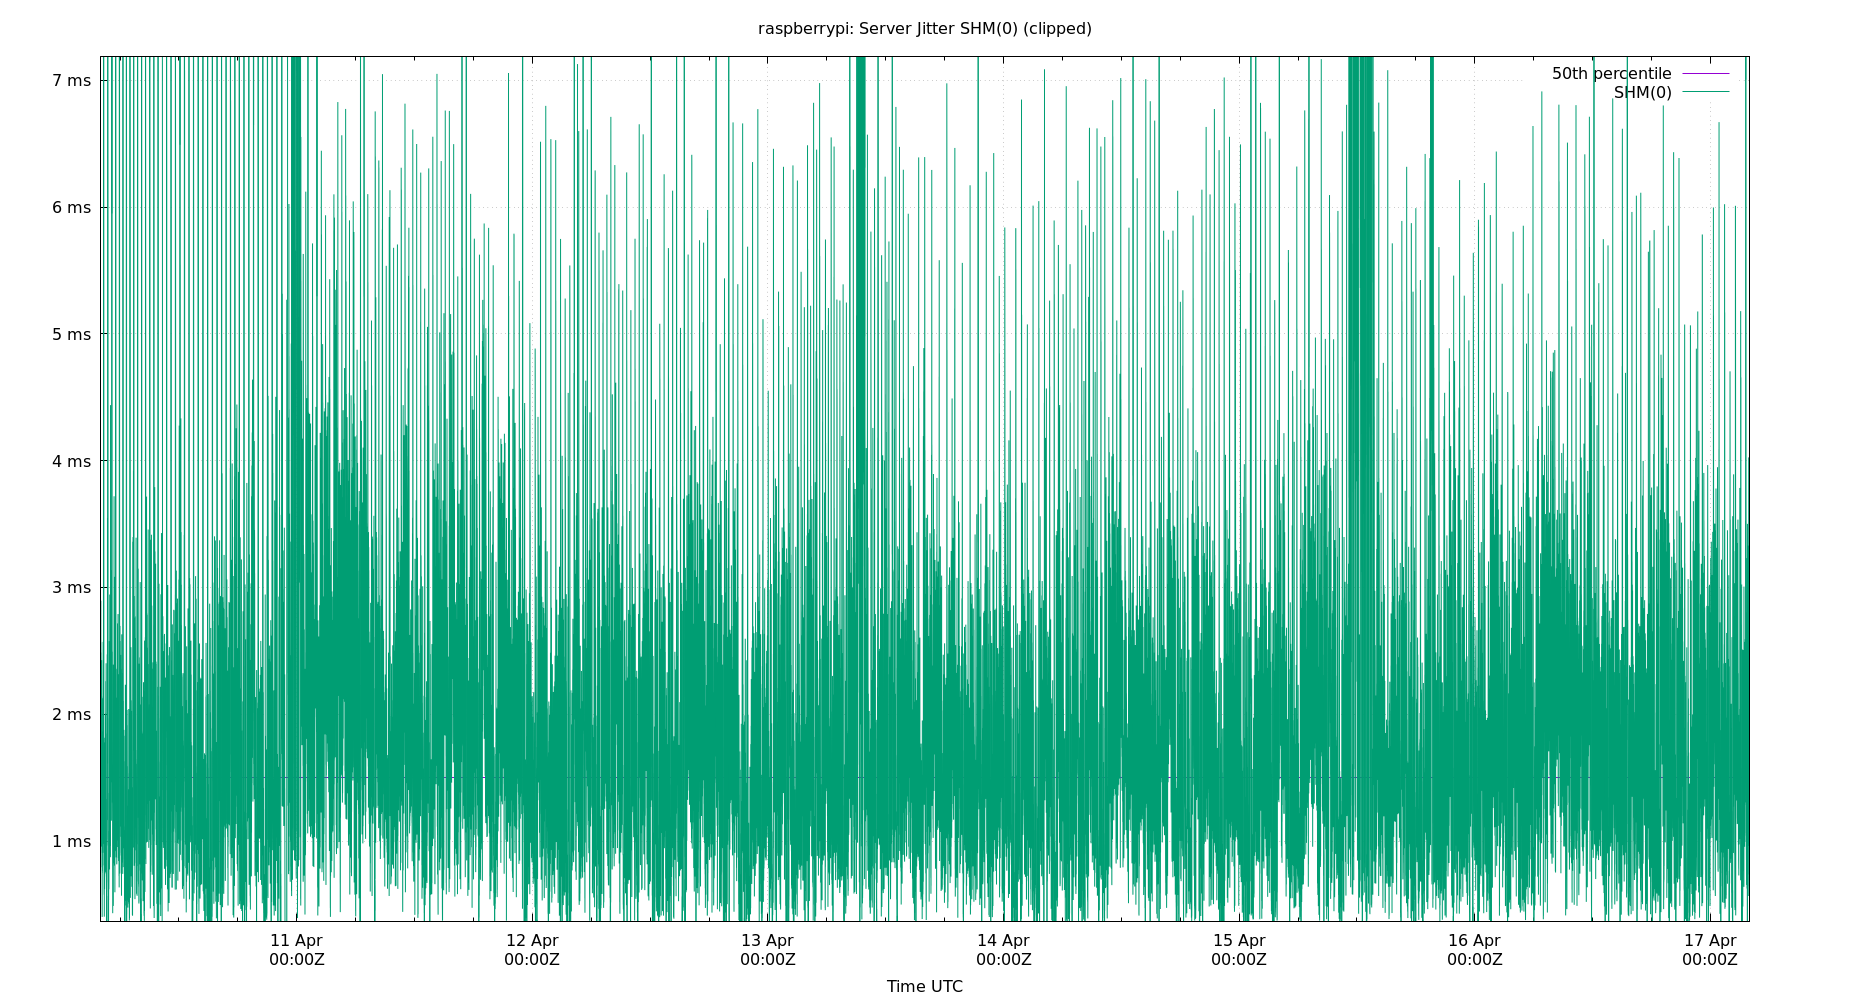 raspberrypi: Server Jitter SHM(0) (clipped)
50th percentile
SHM(0)
7 ms
6 ms
5 ms
4 ms
3 ms
2 ms
1 ms
11 Apr 12 Apr 13 Apr 14 Apr 15 Apr 16 Apr 17 Apr
00:00Z 00:00Z 00:00Z 00:00Z 00:00Z 00:00Z 00:00Z
Time UTC